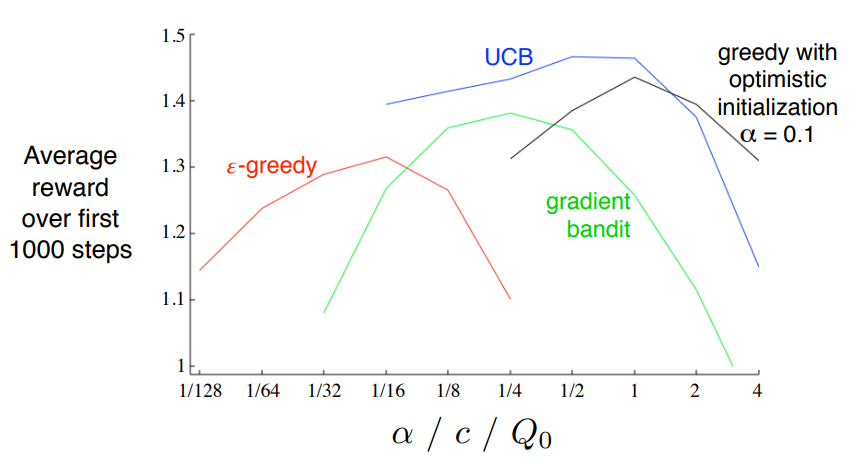 1.5
1.4
1.3
1.2
1.1
1
Average
reward
over first
1000 steps
ε-greedy
UCB
gradient
bandit
greedy with
optimistic
initialization
α = 0.1
1/128 1/64 1/32 1/16 1/8 1/4 1/2 1 2 4
α / c / Q₀